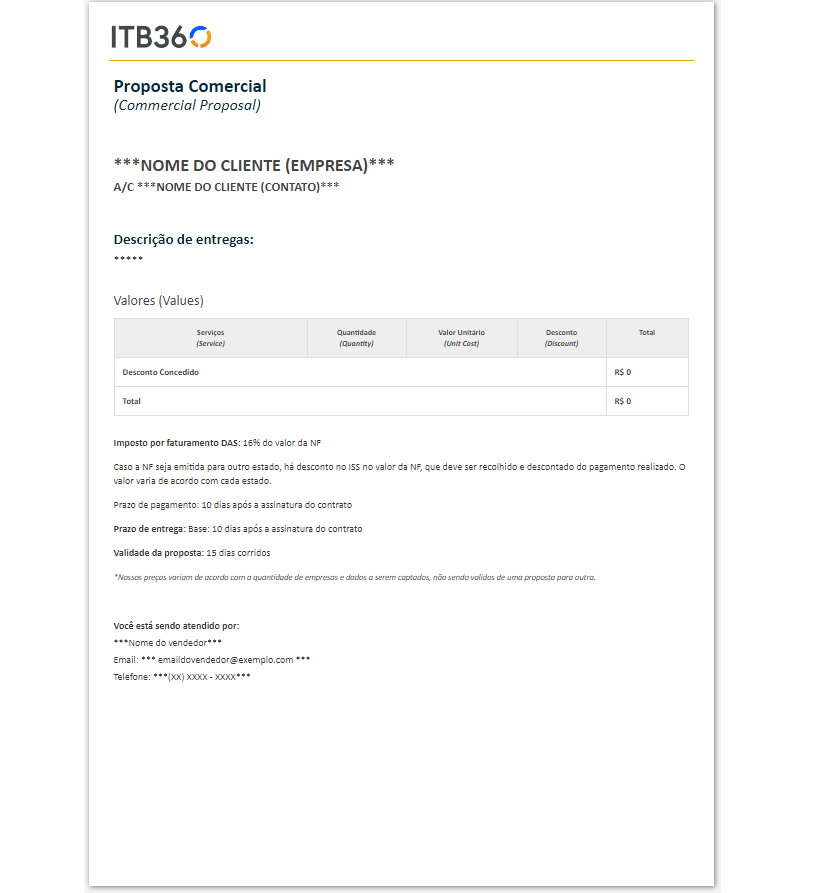 ITB360
Proposta Comercial
(Commercial Proposal)
***NOME DO CLIENTE (EMPRESA)***
A/C ***NOME DO CLIENTE (CONTATO)***
Descrição de entregas:
*****
Valores (Values)
Serviços Quantidade Valor Unitário Desconto Total
(Service) (Quantity) (Unit Cost) (Discount)
Desconto Concedido R$ 0
Total R$ 0
Imposto por faturamento DAS: 16% do valor da NF
Caso a NF seja emitida para outro estado, há desconto no ISS no valor da NF, que deve ser recolhido e descontado do pagamento realizado. O
valor varia de acordo com cada estado.
Prazo de pagamento: 10 dias após a assinatura do contrato
Prazo de entrega: Base: 10 dias após a assinatura do contrato
Validade da proposta: 15 dias corridos
*Nossos preços variam de acordo com a quantidade de empresas e dados a serem captados, não sendo validos de uma proposta para outra.
Você está sendo atendido por:
***Nome do vendedor***
Email: *** emaildovendedor@exemplo.com ***
Telefone: ***(XX) XXXX - XXXX***